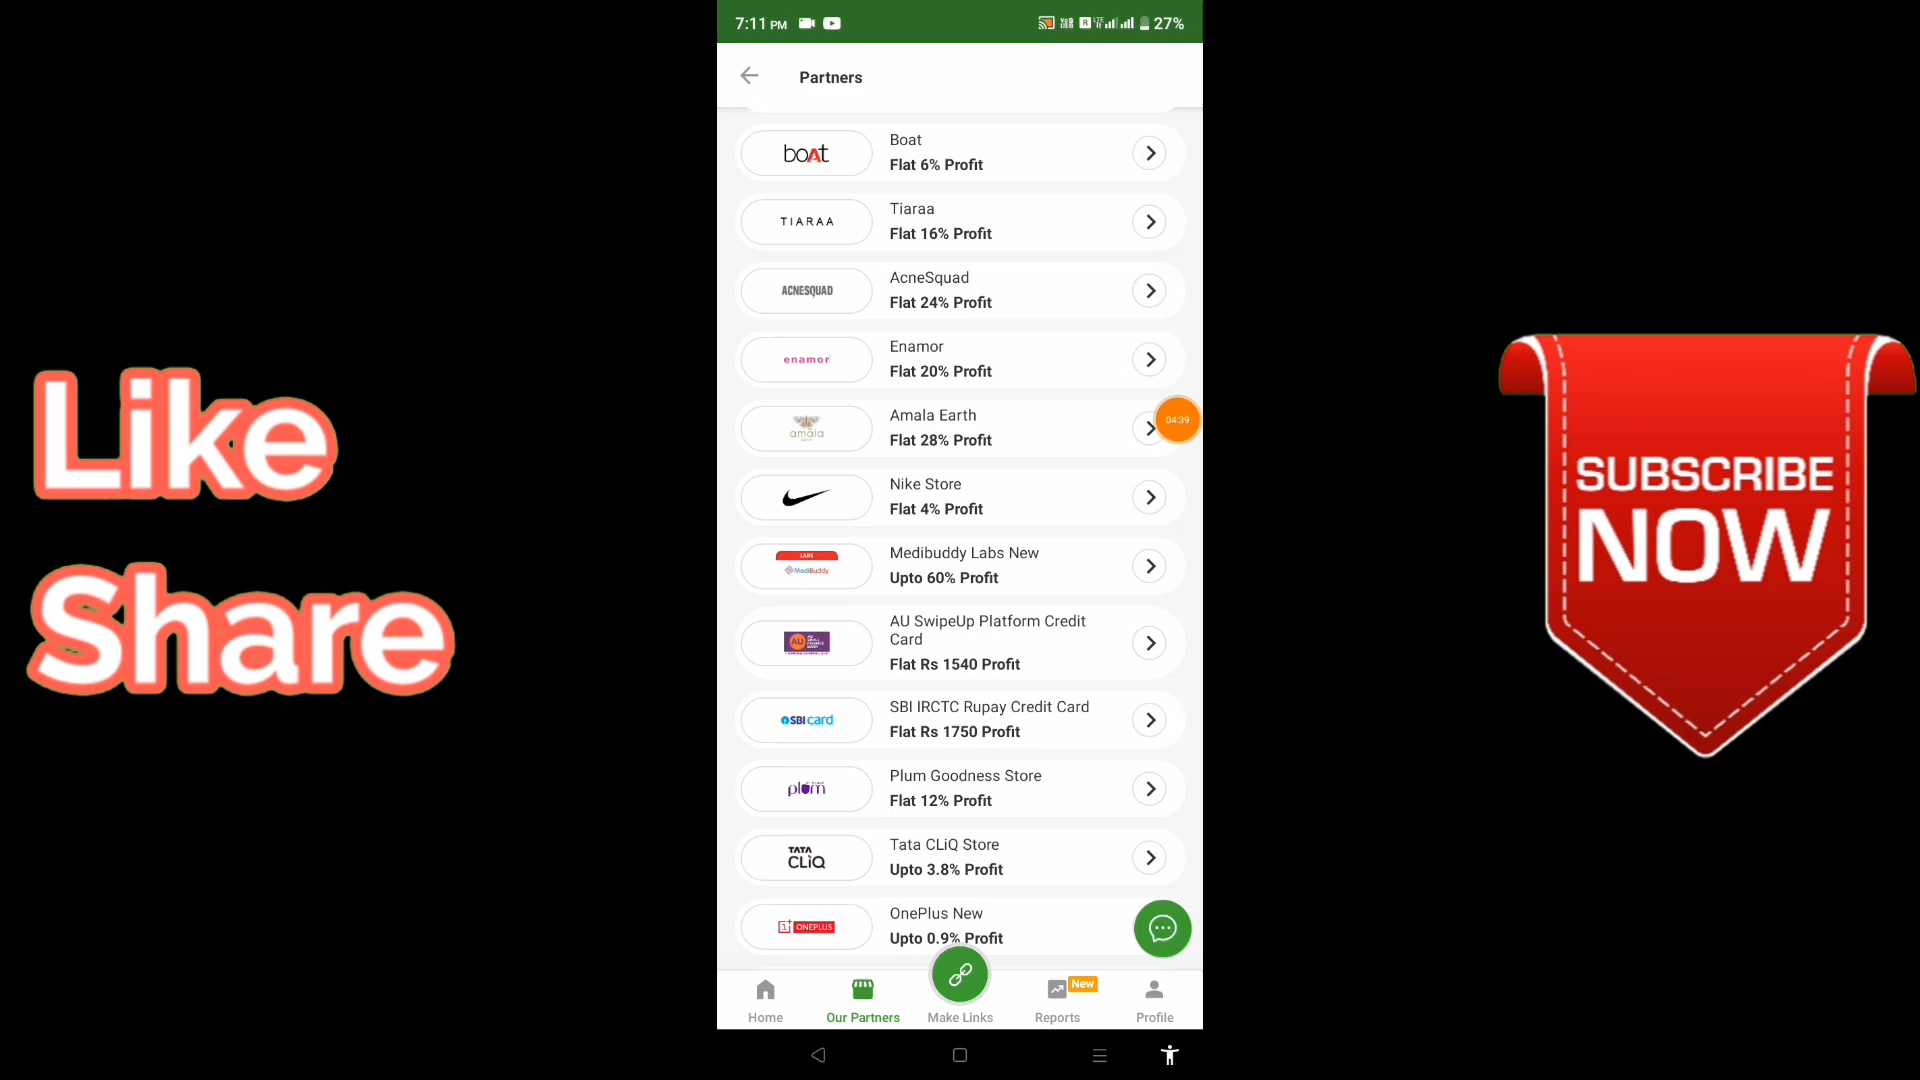 7:11 PM
27%
Partners
boAt
Boat
Flat 6% Profit
TIARAA
Tiaraa
Flat 16% Profit
ACNESQUAD
AcneSquad
Flat 24% Profit
enamor
Enamor
Flat 20% Profit
amāla
Amala Earth
Flat 28% Profit
04:39
Nike Store
Flat 4% Profit
LABS
MediBuddy
Medibuddy Labs New
Upto 60% Profit
AU
AU SwipeUp Platform Credit
Card
Flat Rs 1540 Profit
SBI card
SBI IRCTC Rupay Credit Card
Flat Rs 1750 Profit
plum
Plum Goodness Store
Flat 12% Profit
TATA
CLiQ
Tata CLiQ Store
Upto 3.8% Profit
1+ ONEPLUS
OnePlus New
Upto 0.9% Profit
New
Home
Our Partners
Make Links
Reports
Profile
Like
Share
SUBSCRIBE
NOW